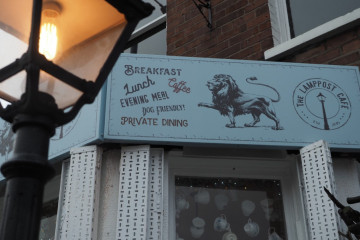 BREAKFAST
Lunch
Coffee
EVENING MEAL
DOG FRIENDLY!
PRIVATE DINING
THE LAMPPOST CAFE